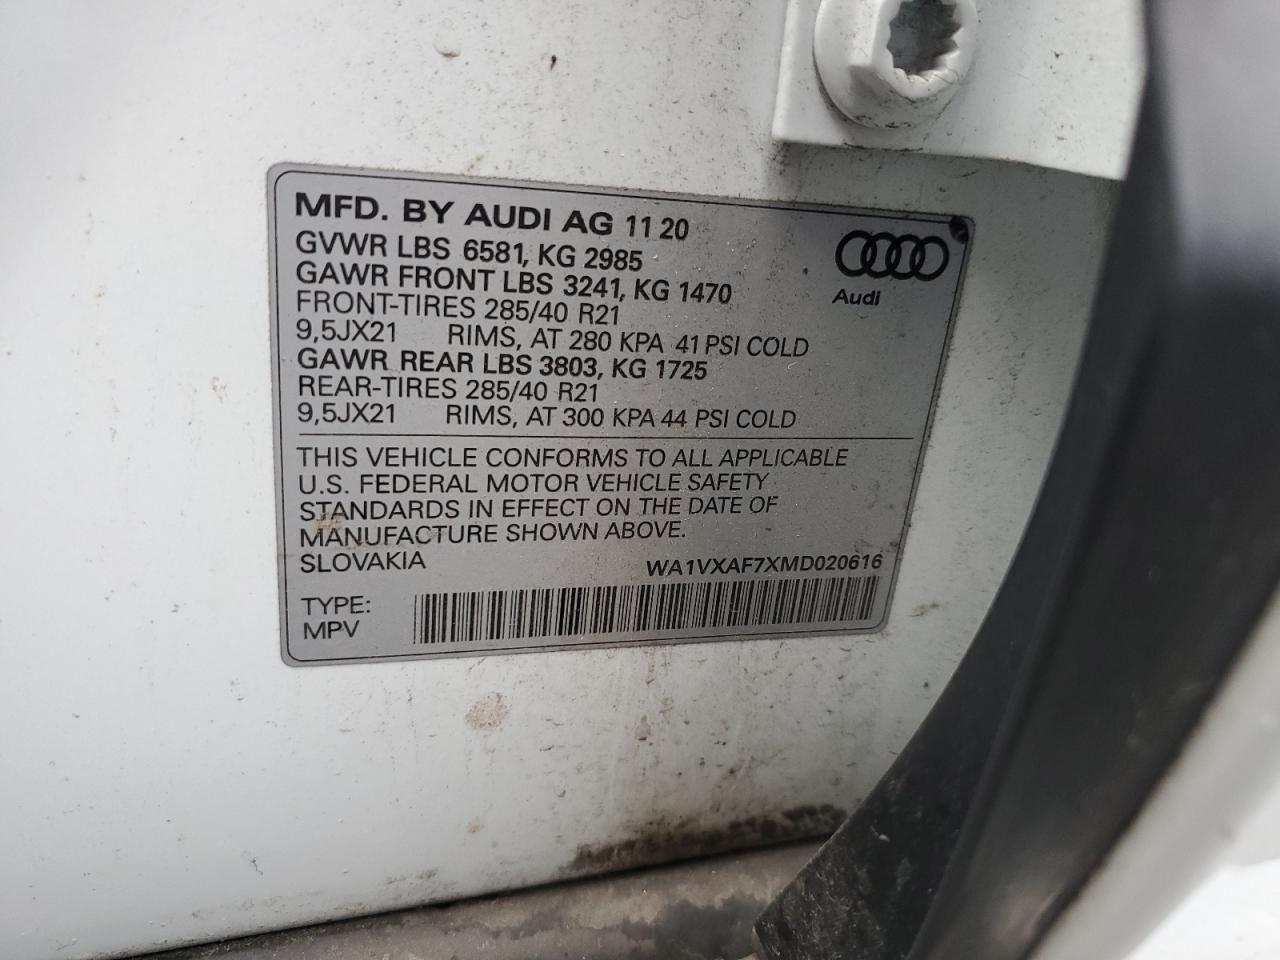 MFD. BY AUDI AG 11 20
GVWR LBS 6581, KG 2985
GAWR FRONT LBS 3241, KG 1470
FRONT-TIRES 285/40 R21
9,5JX21 RIMS, AT 280 KPA 41 PSI COLD
GAWR REAR LBS 3803, KG 1725
REAR-TIRES 285/40 R21
9,5JX21 RIMS, AT 300 KPA 44 PSI COLD
Audi
THIS VEHICLE CONFORMS TO ALL APPLICABLE
U.S. FEDERAL MOTOR VEHICLE SAFETY
STANDARDS IN EFFECT ON THE DATE OF
MANUFACTURE SHOWN ABOVE.
SLOVAKIA WA1VXAF7XMD020616
TYPE:
MPV